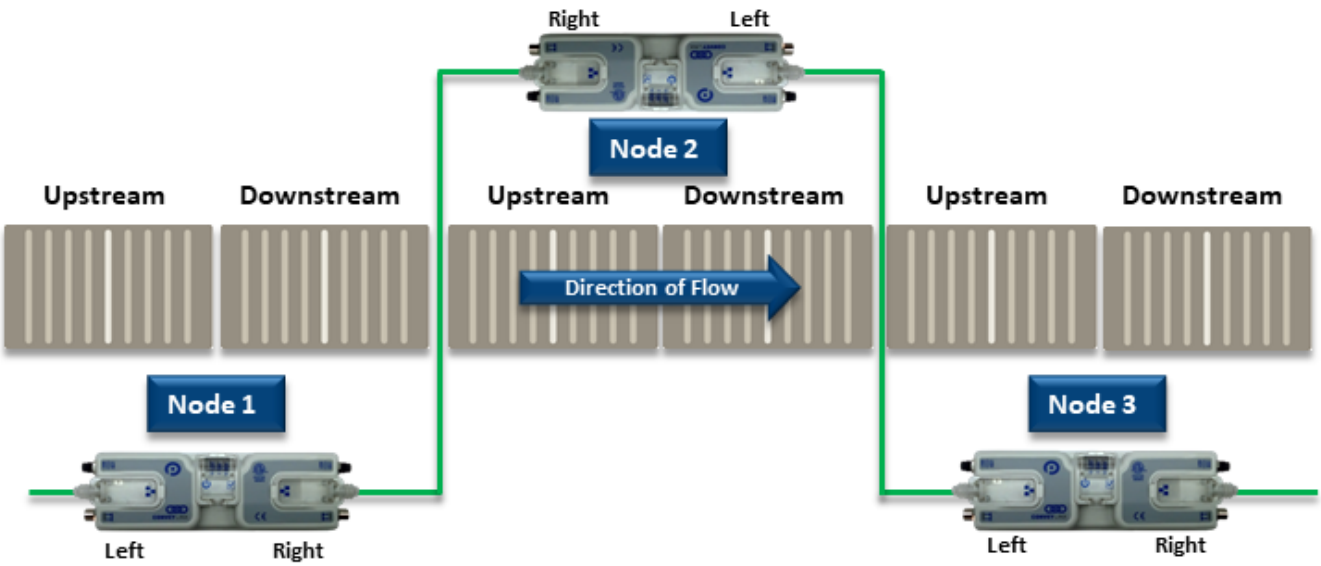 Right Left
Node 2
Upstream Downstream Upstream Downstream Upstream Downstream
Direction of Flow
Node 1 Node 3
Left Right Left Right